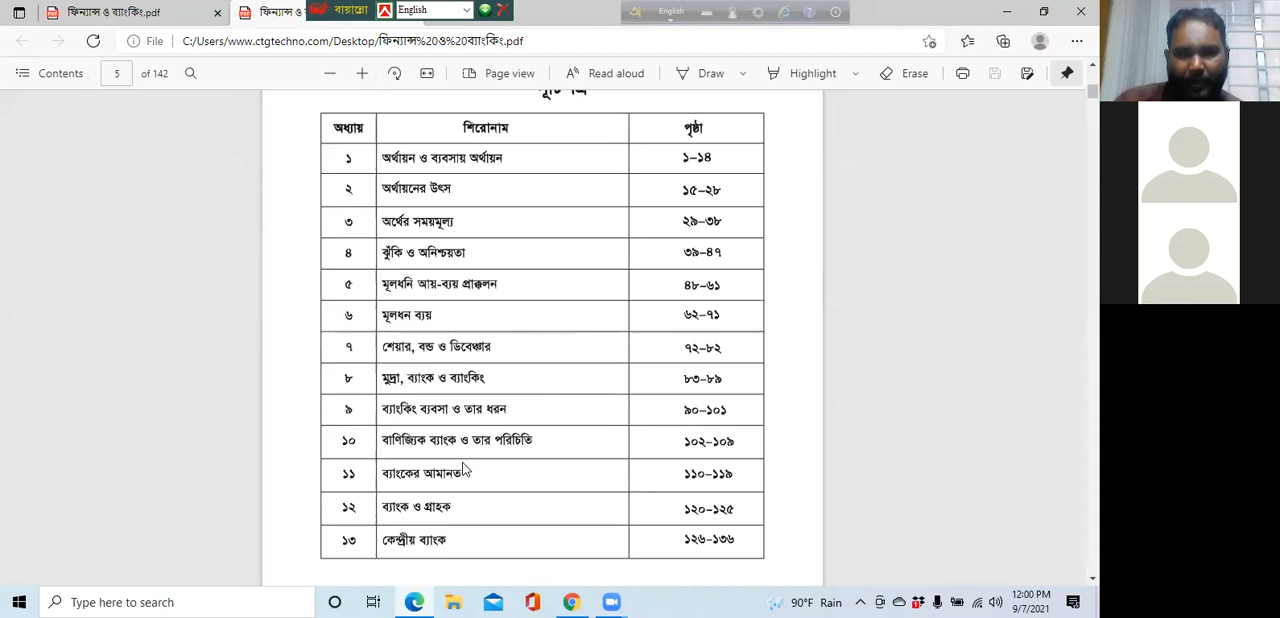 ফিন্যান্স ও ব্যাংকিং.pdf
ফিন্যান্স ও
বায়ান্নো
English
English
File
C:/Users/www.ctgtechno.com/Desktop/ফিন্যান্স%20ও%20ব্যাংকিং.pdf
Contents 5 of 142 Page view Read aloud Draw Highlight Erase
অধ্যায় শিরোনাম পৃষ্ঠা
১ অর্থায়ন ও ব্যবসায় অর্থায়ন ১–১৪
২ অর্থায়নের উৎস ১৫–২৮
৩ অর্থের সময়মূল্য ২৯–৩৮
৪ ঝুঁকি ও অনিশ্চয়তা ৩৯–৪৭
৫ মূলধনি আয়-ব্যয় প্রাক্কলন ৪৮–৬১
৬ মূলধন ব্যয় ৬২–৭১
৭ শেয়ার, বন্ড ও ডিবেঞ্চার ৭২–৮২
৮ মুদ্রা, ব্যাংক ও ব্যাংকিং ৮৩–৮৯
৯ ব্যাংকিং ব্যবসা ও তার ধরন ৯০–১০১
১০ বাণিজ্যিক ব্যাংক ও তার পরিচিতি ১০২–১০৯
১১ ব্যাংকের আমানত ১১০–১১৯
১২ ব্যাংক ও গ্রাহক ১২০–১২৫
১৩ কেন্দ্রীয় ব্যাংক ১২৬–১৩৬
Type here to search
90°F Rain
12:00 PM
9/7/2021